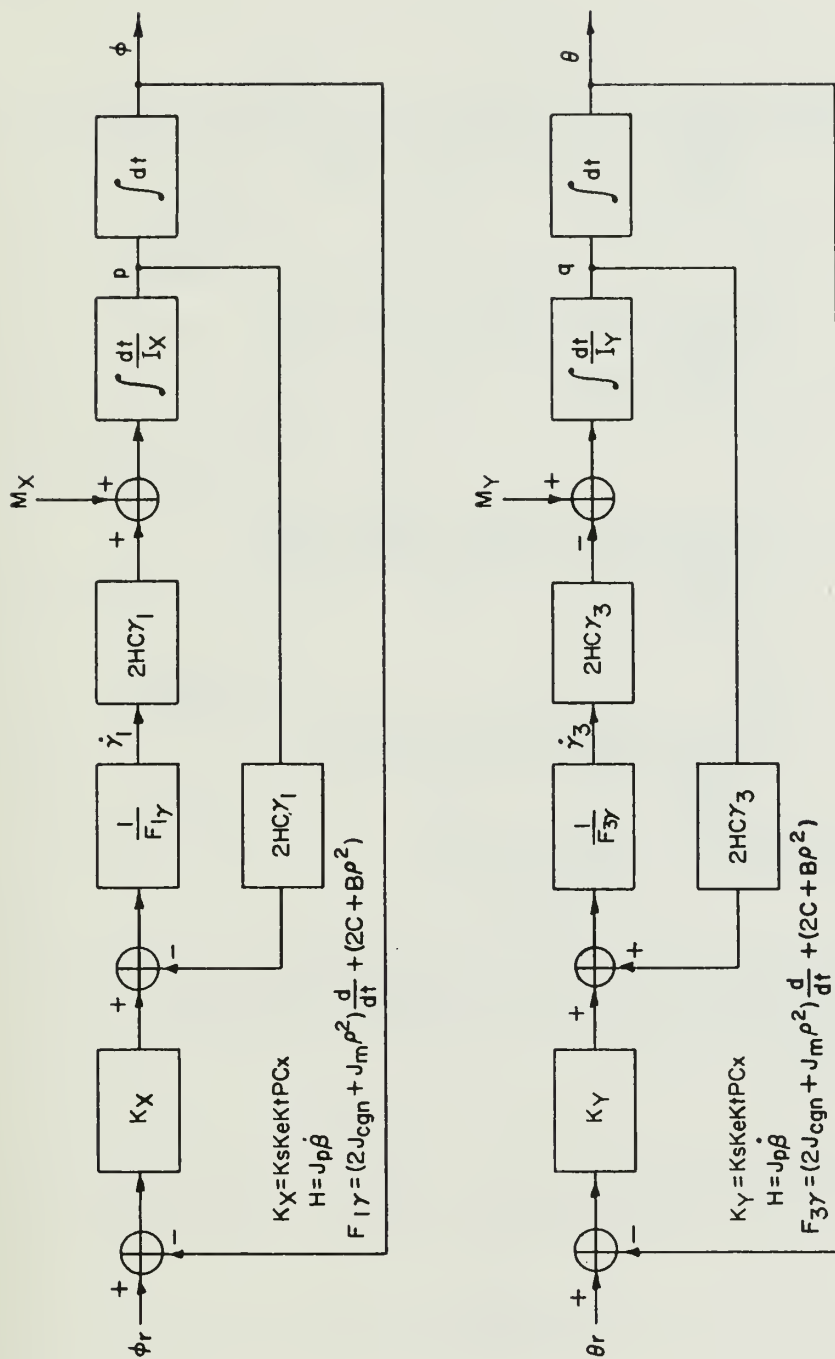 ϕr
+
−
KX
+
−
1/F1γ
γ̇1
2HCγ1
+
MX
+
∫ dt/IX
p
∫ dt
ϕ
2HCγ1
KX=KsKeKtPCx
H=Jpβ̇
F1γ=(2Jcgn+Jmρ²)d/dt+(2C+Bρ²)
θr
+
−
KY
+
+
1/F3γ
γ̇3
2HCγ3
−
MY
+
∫ dt/IY
q
∫ dt
θ
2HCγ3
KY=KsKeKtPCx
H=Jpβ̇
F3γ=(2Jcgn+Jmρ²)d/dt+(2C+Bρ²)